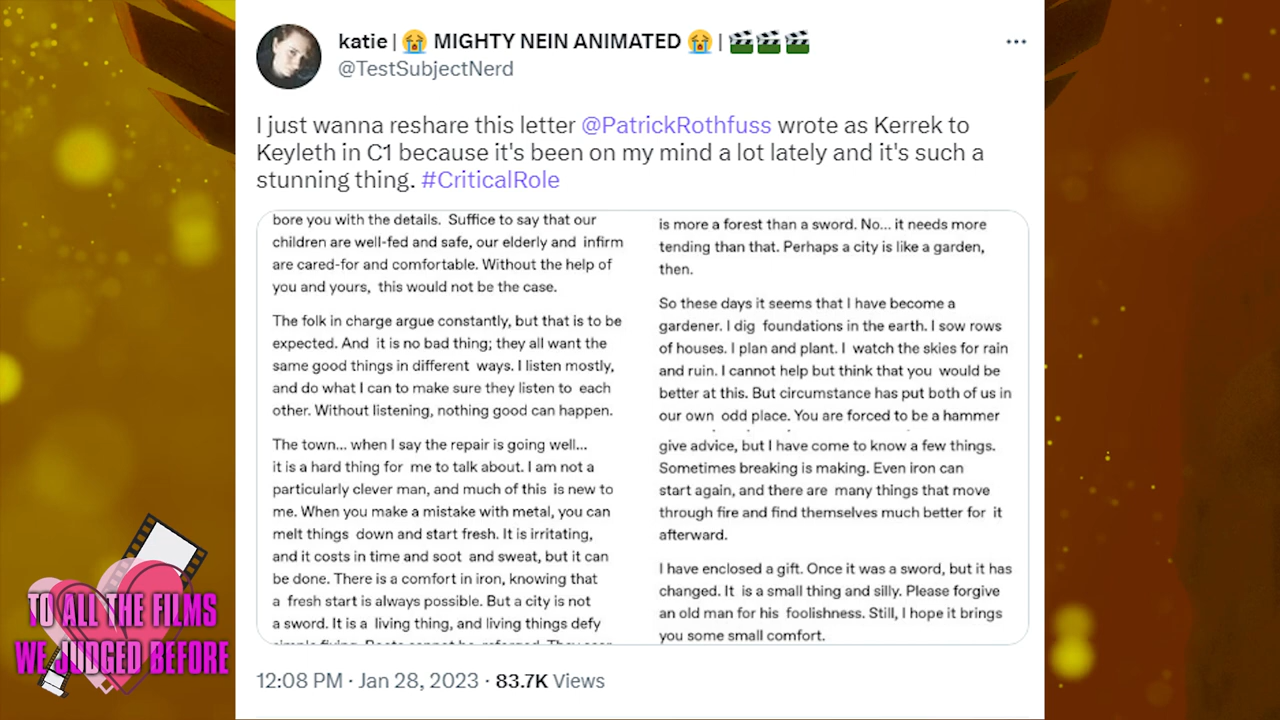 katie | 😭 MIGHTY NEIN ANIMATED 😭 | 🎬🎬🎬
@TestSubjectNerd
I just wanna reshare this letter @PatrickRothfuss wrote as Kerrek to
Keyleth in C1 because it's been on my mind a lot lately and it's such a
stunning thing. #CriticalRole
bore you with the details. Suffice to say that our
children are well-fed and safe, our elderly and infirm
are cared-for and comfortable. Without the help of
you and yours, this would not be the case.
The folk in charge argue constantly, but that is to be
expected. And it is no bad thing; they all want the
same good things in different ways. I listen mostly,
and do what I can to make sure they listen to each
other. Without listening, nothing good can happen.
The town... when I say the repair is going well...
it is a hard thing for me to talk about. I am not a
particularly clever man, and much of this is new to
me. When you make a mistake with metal, you can
melt things down and start fresh. It is irritating,
and it costs in time and soot and sweat, but it can
be done. There is a comfort in iron, knowing that
a fresh start is always possible. But a city is not
a sword. It is a living thing, and living things defy
is more a forest than a sword. No... it needs more
tending than that. Perhaps a city is like a garden,
then.
So these days it seems that I have become a
gardener. I dig foundations in the earth. I sow rows
of houses. I plan and plant. I watch the skies for rain
and ruin. I cannot help but think that you would be
better at this. But circumstance has put both of us in
our own odd place. You are forced to be a hammer
give advice, but I have come to know a few things.
Sometimes breaking is making. Even iron can
start again, and there are many things that move
through fire and find themselves much better for it
afterward.
I have enclosed a gift. Once it was a sword, but it has
changed. It is a small thing and silly. Please forgive
an old man for his foolishness. Still, I hope it brings
you some small comfort.
12:08 PM · Jan 28, 2023 · 83.7K Views
TO ALL THE FILMS
WE JUDGED BEFORE